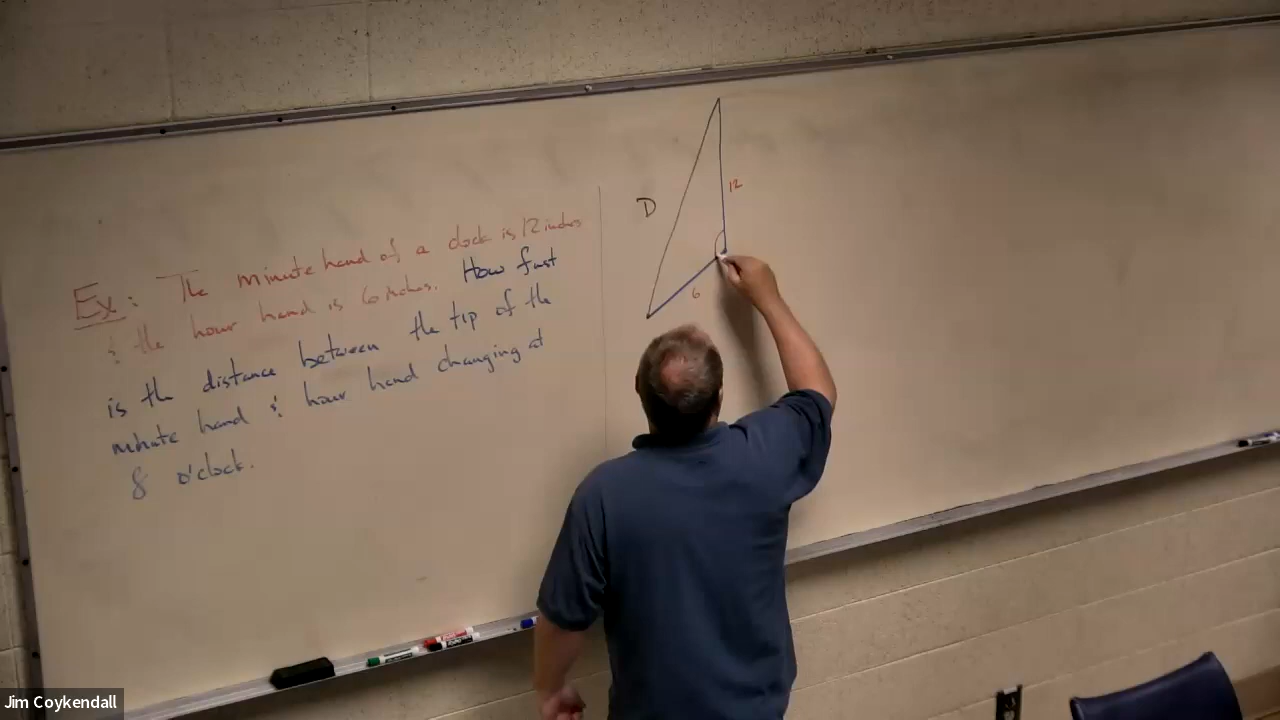 Ex: The minute hand of a clock is 12 inches
& the hour hand is 6 inches. How fast
is the distance between the tip of the
minute hand & hour hand changing at
8 o'clock.
D
12
6
Jim Coykendall